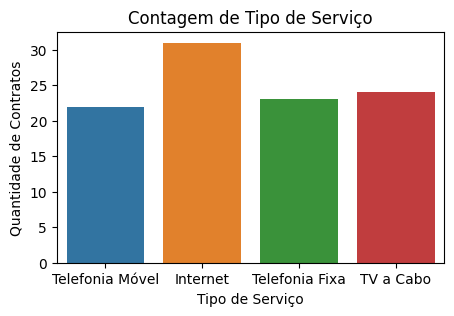 Contagem de Tipo de Serviço
Quantidade de Contratos
30
25
20
15
10
5
0
Telefonia Móvel Internet Telefonia Fixa TV a Cabo
Tipo de Serviço